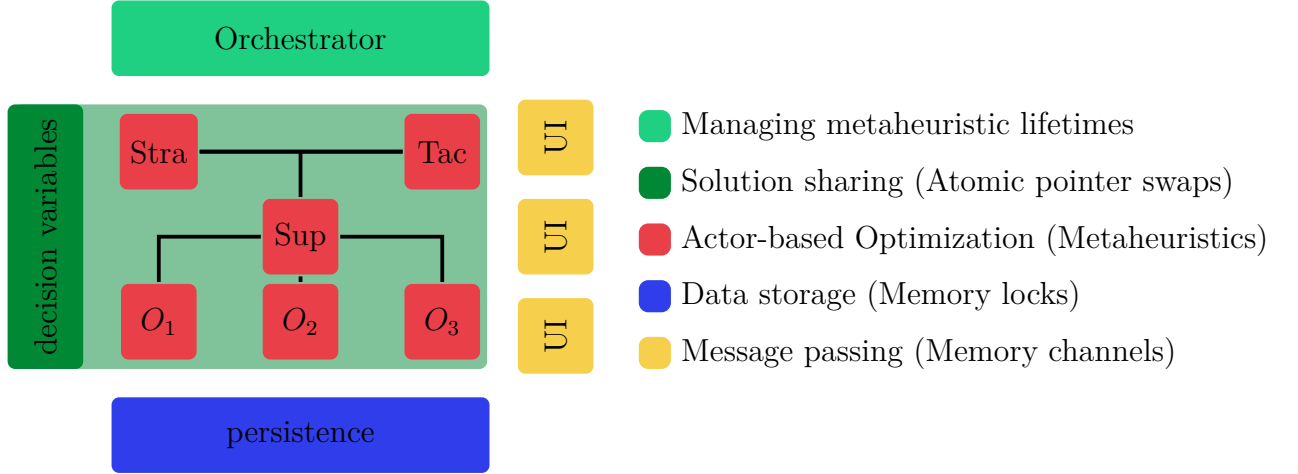 Orchestrator
decision variables
Stra
Tac
Sup
O₁
O₂
O₃
UI
UI
UI
persistence
Managing metaheuristic lifetimes
Solution sharing (Atomic pointer swaps)
Actor-based Optimization (Metaheuristics)
Data storage (Memory locks)
Message passing (Memory channels)